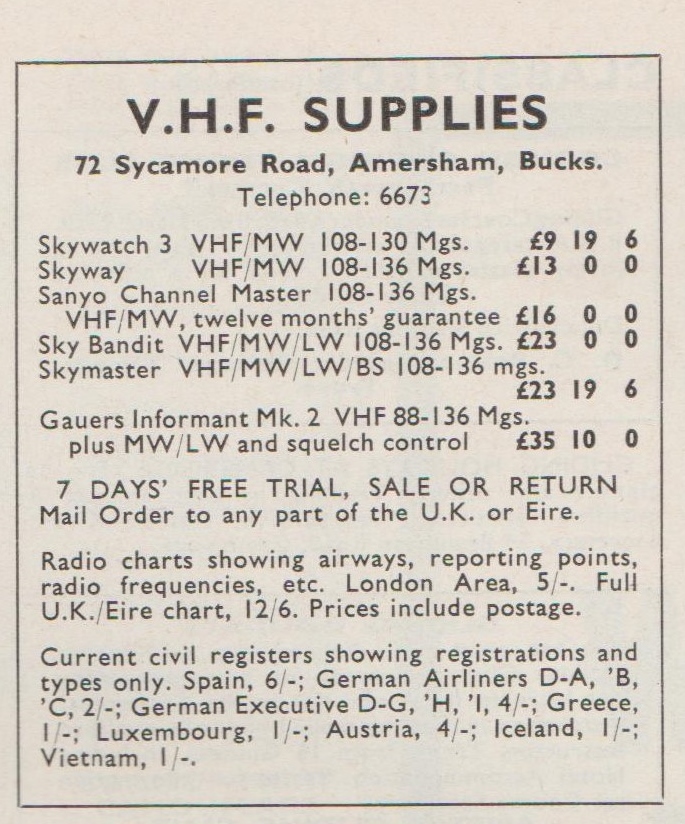 V.H.F. SUPPLIES
72 Sycamore Road, Amersham, Bucks.
Telephone: 6673
Skywatch 3 VHF/MW 108-130 Mgs. £9 19 6
Skyway VHF/MW 108-136 Mgs. £13 0 0
Sanyo Channel Master 108-136 Mgs.
VHF/MW, twelve months' guarantee £16 0 0
Sky Bandit VHF/MW/LW 108-136 Mgs. £23 0 0
Skymaster VHF/MW/LW/BS 108-136 mgs.
£23 19 6
Gauers Informant Mk. 2 VHF 88-136 Mgs.
plus MW/LW and squelch control £35 10 0
7 DAYS' FREE TRIAL, SALE OR RETURN
Mail Order to any part of the U.K. or Eire.
Radio charts showing airways, reporting points,
radio frequencies, etc. London Area, 5/-. Full
U.K./Eire chart, 12/6. Prices include postage.
Current civil registers showing registrations and
types only. Spain, 6/-; German Airliners D-A, 'B,
'C, 2/-; German Executive D-G, 'H, 'I, 4/-; Greece,
1/-; Luxembourg, 1/-; Austria, 4/-; Iceland, 1/-;
Vietnam, 1/-.